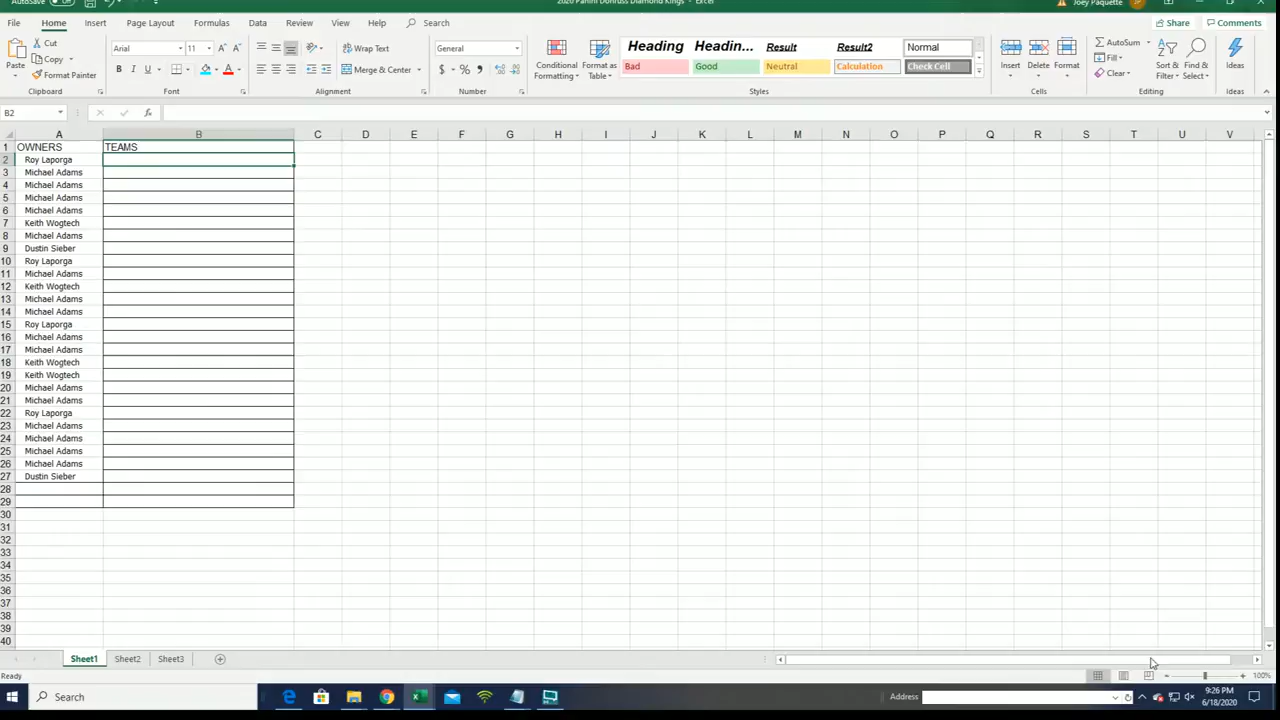 AutoSave Off
2020 Panini Donruss Diamond Kings - Excel
Joey Paquette JP
File Home Insert Page Layout Formulas Data Review View Help Search Share Comments
Paste Cut Copy Format Painter
Clipboard
Arial 11
B I U
Font
Wrap Text
Merge & Center
Alignment
General
$ % ,
Number
Conditional Formatting
Format as Table
Heading Headin... Result Result2 Normal
Bad Good Neutral Calculation Check Cell
Styles
Insert Delete Format
Cells
AutoSum
Fill
Clear
Sort & Filter
Find & Select
Editing
Ideas
Ideas
B2 fx
A B C D E F G H I J K L M N O P Q R S T U V
1 OWNERS TEAMS
2 Roy Laporga
3 Michael Adams
4 Michael Adams
5 Michael Adams
6 Michael Adams
7 Keith Wogtech
8 Michael Adams
9 Dustin Sieber
10 Roy Laporga
11 Michael Adams
12 Keith Wogtech
13 Michael Adams
14 Michael Adams
15 Roy Laporga
16 Michael Adams
17 Michael Adams
18 Keith Wogtech
19 Keith Wogtech
20 Michael Adams
21 Michael Adams
22 Roy Laporga
23 Michael Adams
24 Michael Adams
25 Michael Adams
26 Michael Adams
27 Dustin Sieber
28
29
30
31
32
33
34
35
36
37
38
39
40
Sheet1 Sheet2 Sheet3
Ready 100%
Search Address 9:26 PM
6/18/2020